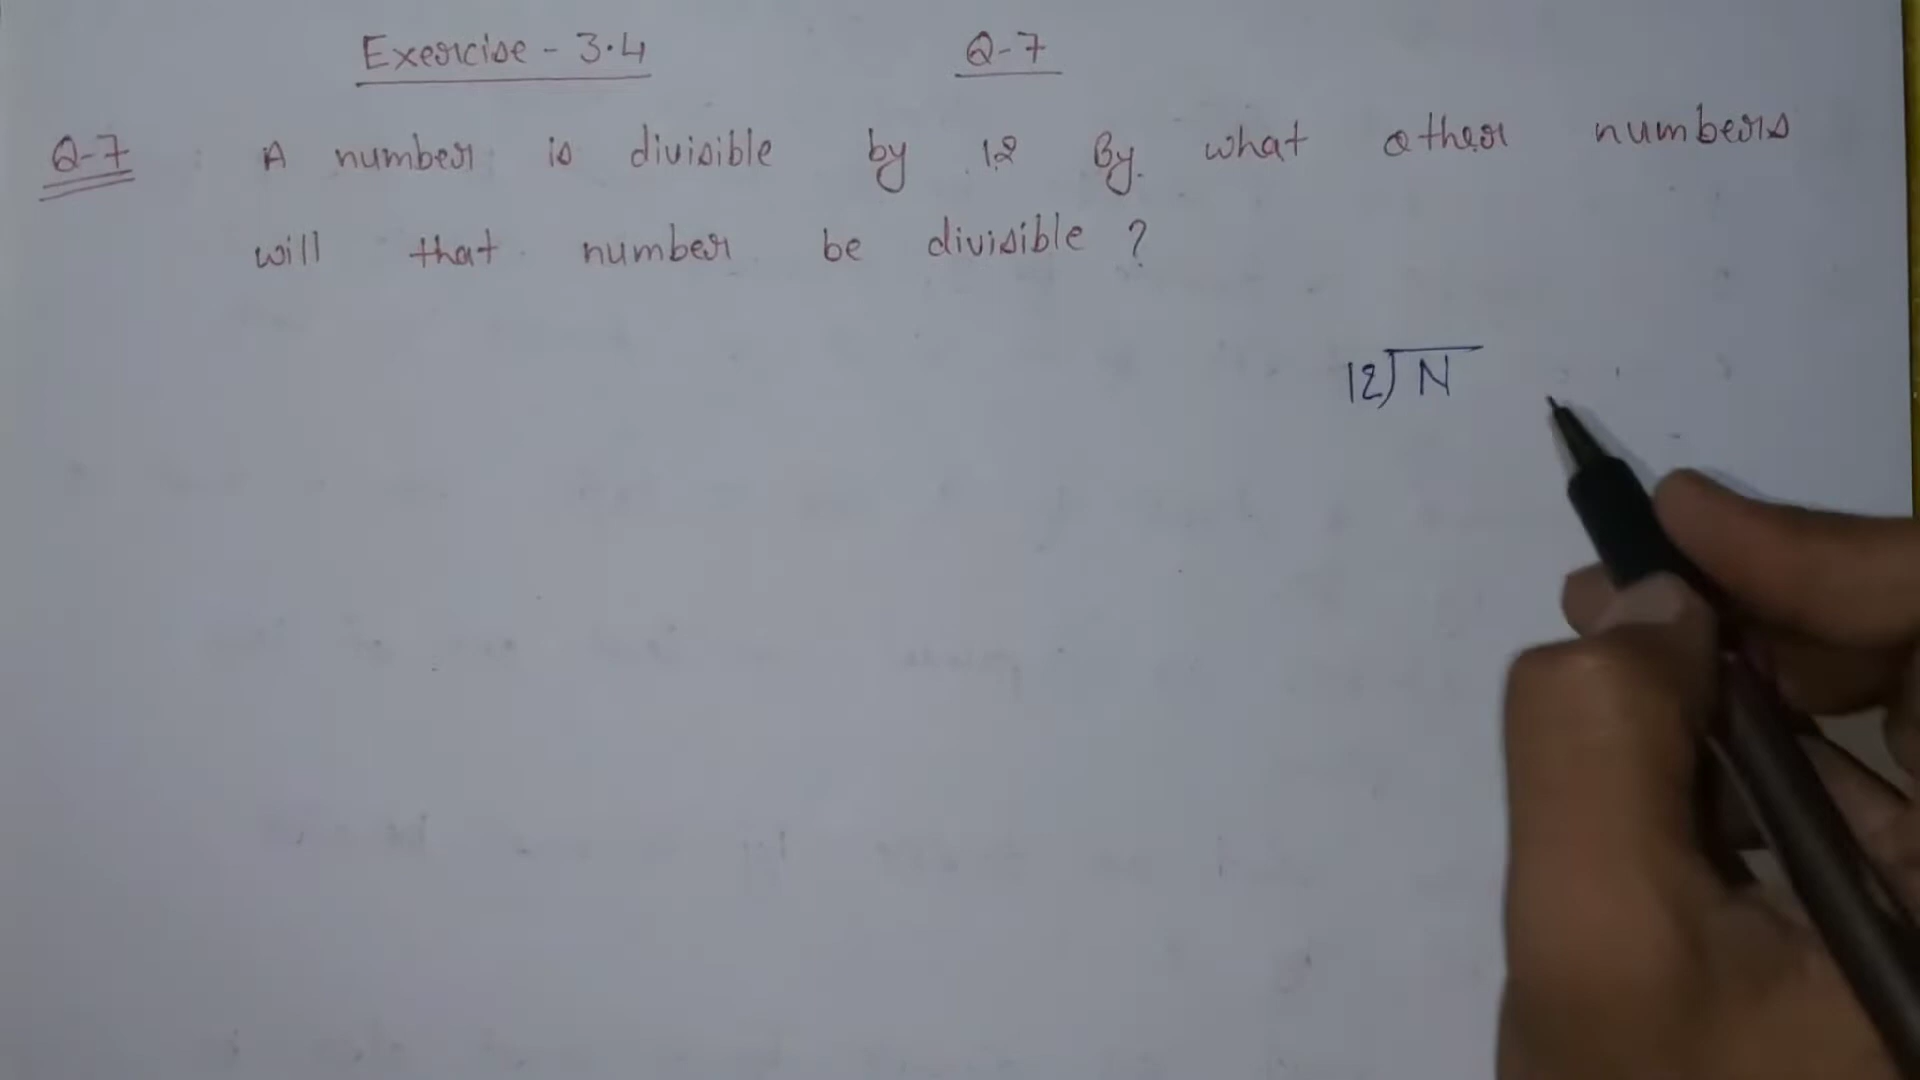 Exercise - 3.4 Q-7
Q-7 A number is divisible by 12 By what other numbers
will that number be divisible ?
12) N